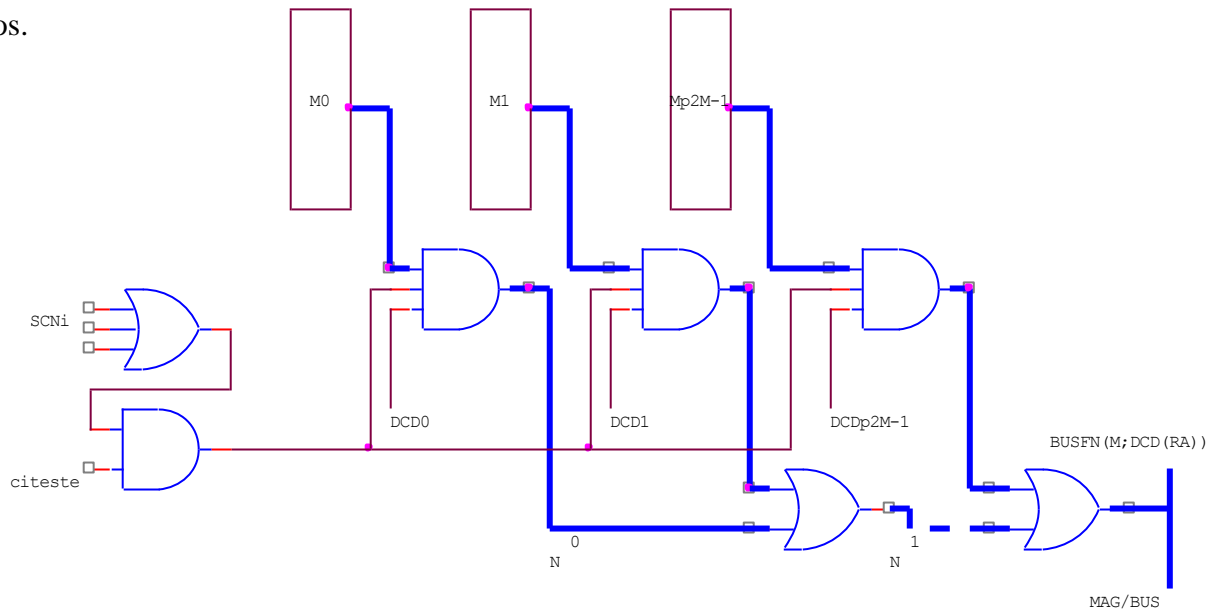 os.
M0 M1 Mp2M-1
SCNi
DCD0 DCD1 DCDp2M-1
BUSFN(M;DCD(RA))
citeste
0 1
N N
MAG/BUS